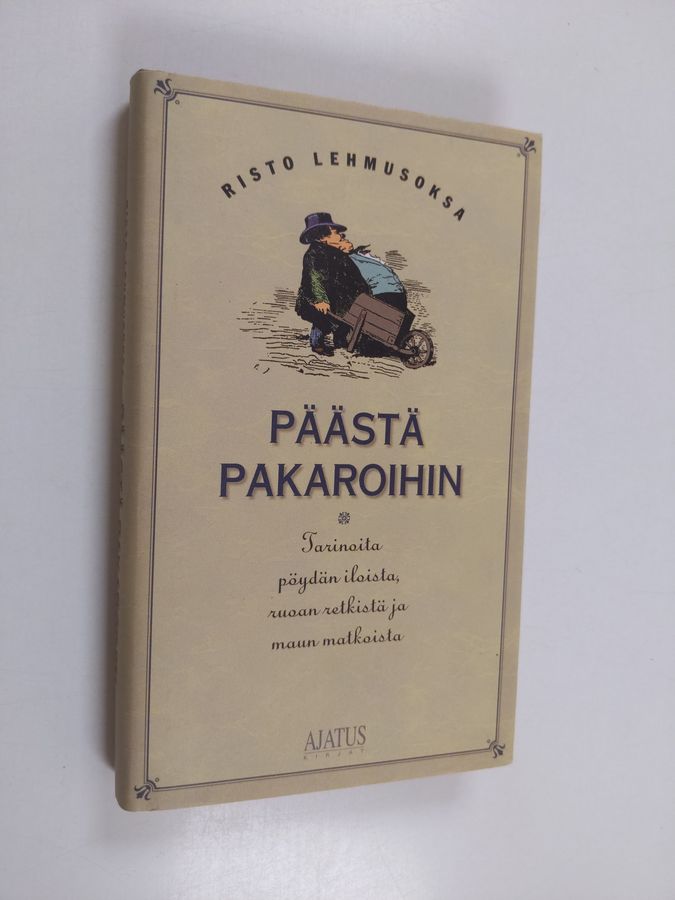 RISTO LEHMUSOKSA
PÄÄSTÄ
PAKAROIHIN
Tarinoita
pöydän iloista,
ruoan retkistä ja
maun matkoista
AJATUS
KIRJAT